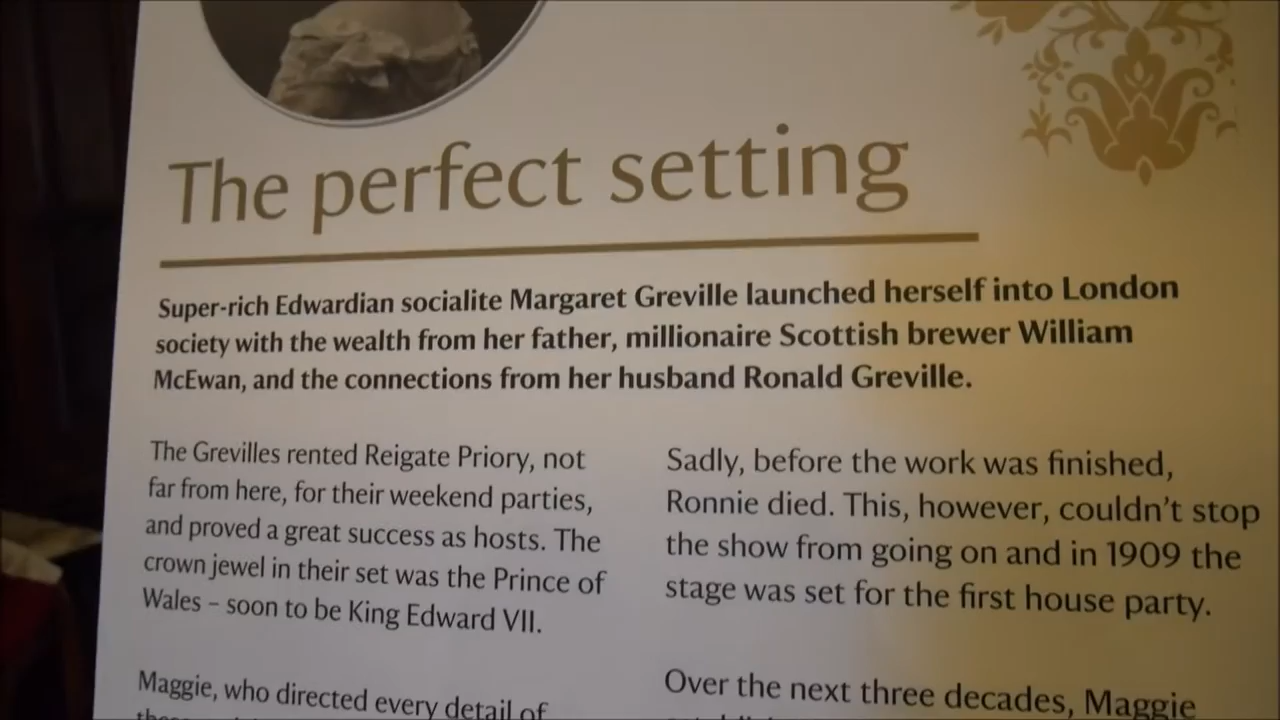 The perfect setting
Super-rich Edwardian socialite Margaret Greville launched herself into London
society with the wealth from her father, millionaire Scottish brewer William
McEwan, and the connections from her husband Ronald Greville.
The Grevilles rented Reigate Priory, not
far from here, for their weekend parties,
and proved a great success as hosts. The
crown jewel in their set was the Prince of
Wales – soon to be King Edward VII.
Maggie, who directed every detail of
Sadly, before the work was finished,
Ronnie died. This, however, couldn't stop
the show from going on and in 1909 the
stage was set for the first house party.
Over the next three decades, Maggie